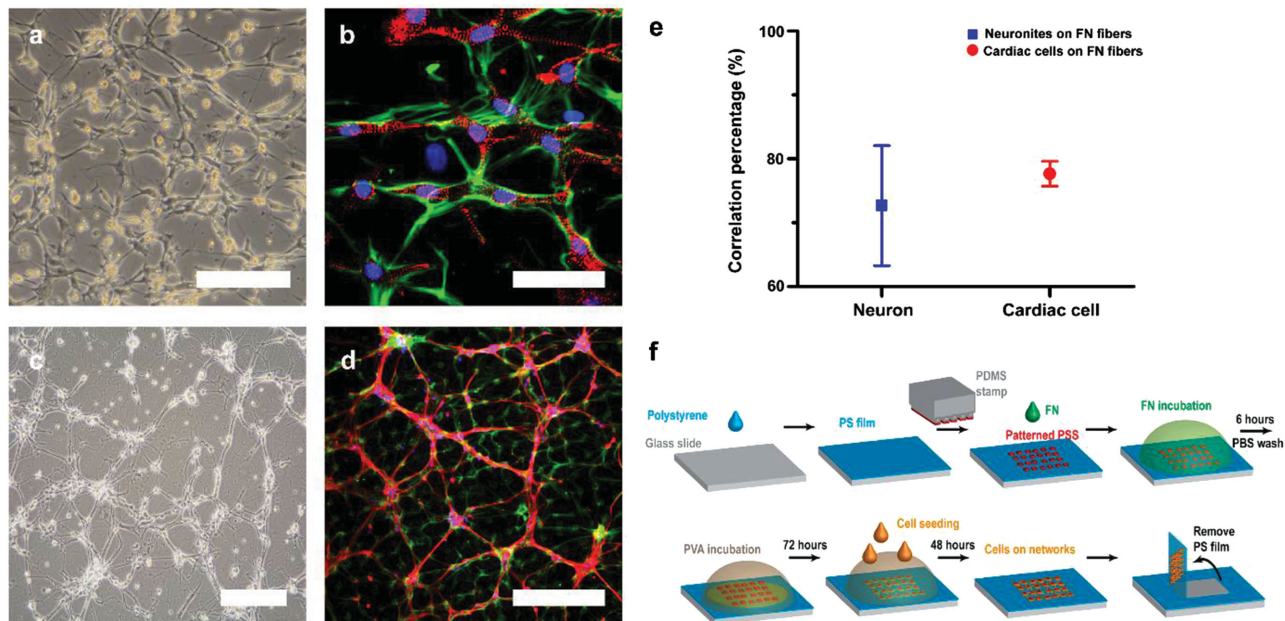 a
b
c
d
e
100
80
60
Correlation percentage (%)
Neuronites on FN fibers
Cardiac cells on FN fibers
Neuron
Cardiac cell
f
Polystyrene
Glass slide
PS film
PDMS
stamp
FN
Patterned PSS
FN incubation
6 hours
PBS wash
PVA incubation
72 hours
Cell seeding
48 hours
Cells on networks
Remove
PS film